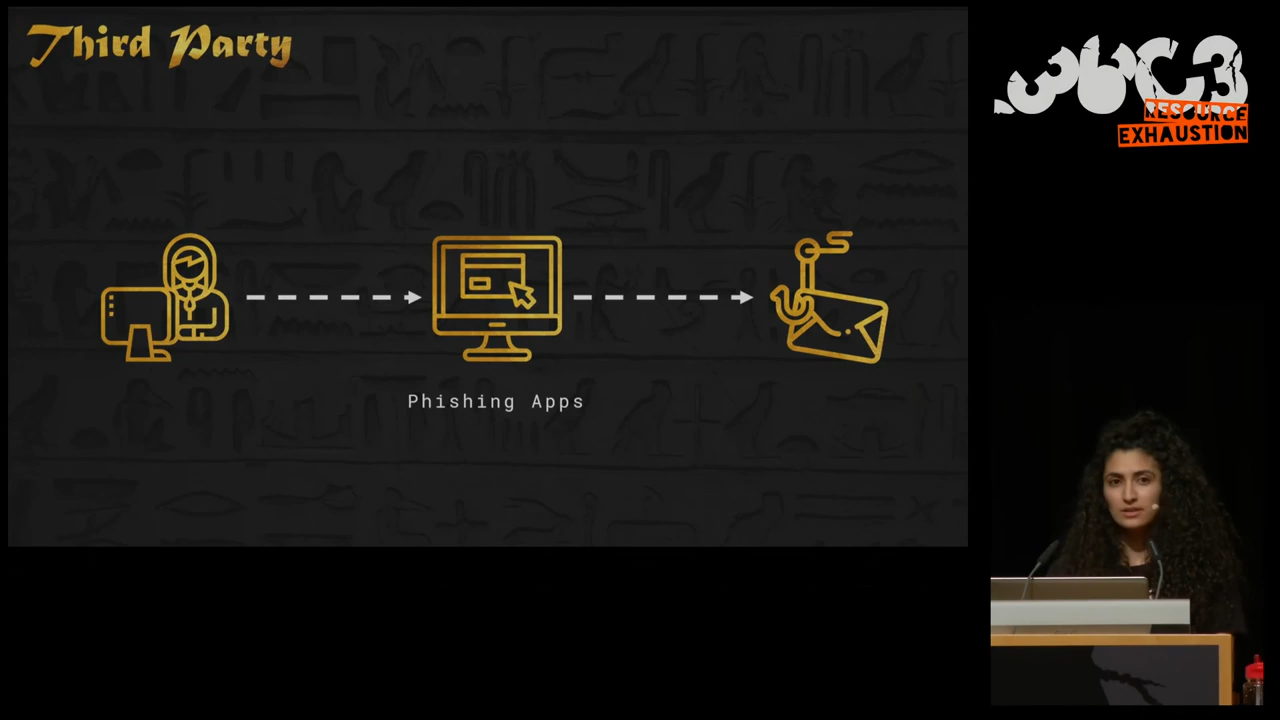 Third Party
36C3
RESOURCE
EXHAUSTION
Phishing Apps